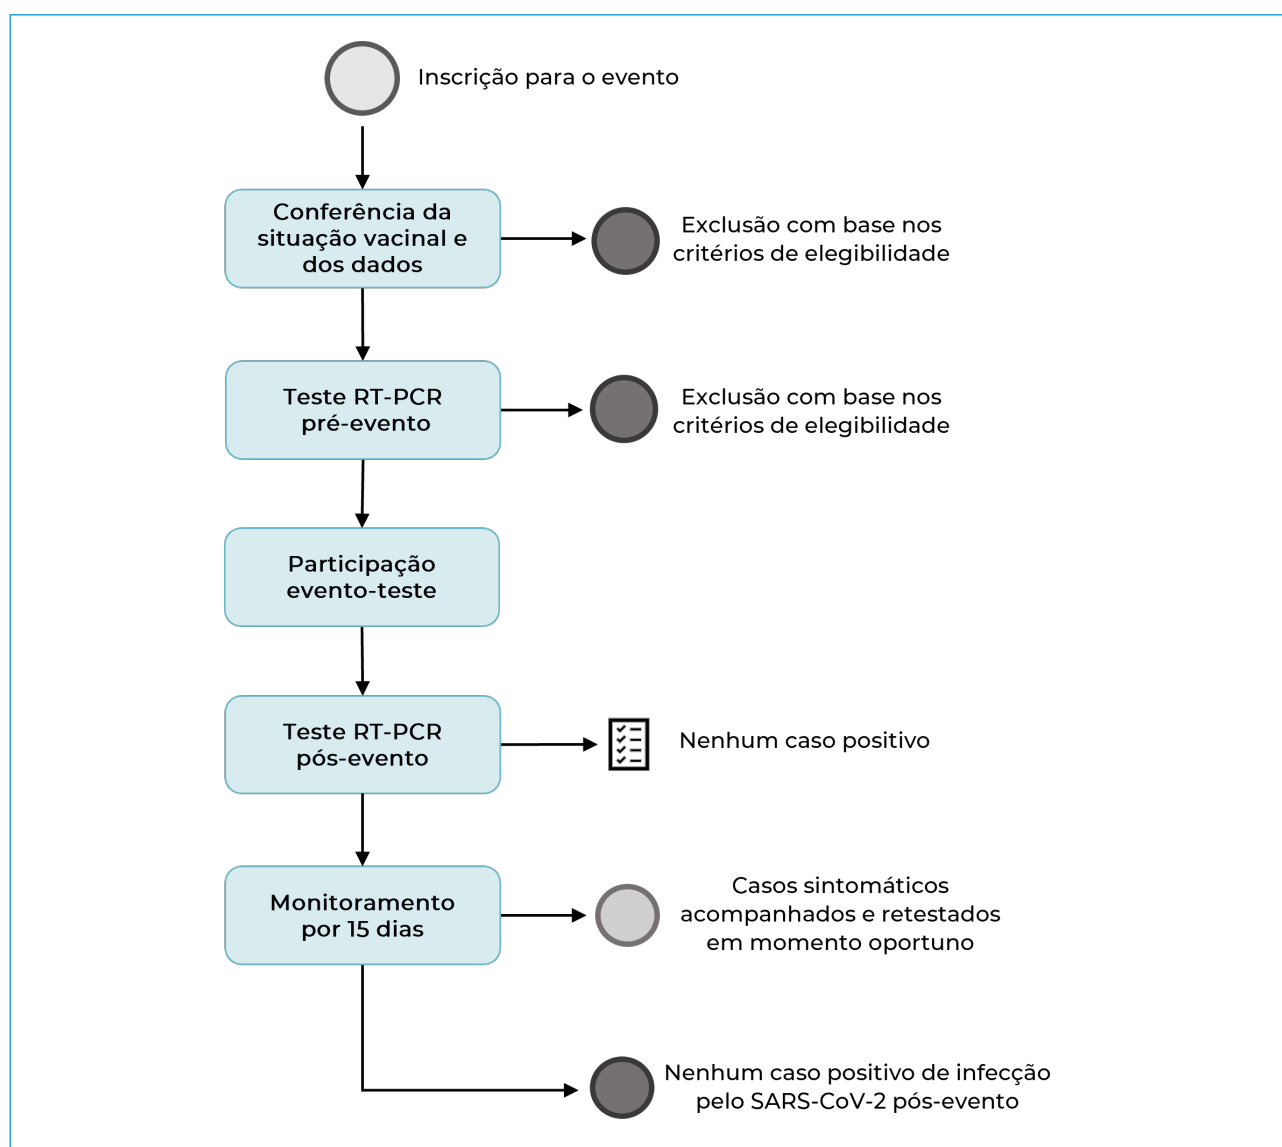 Inscrição para o evento
Conferência da
situação vacinal e
dos dados
Exclusão com base nos
critérios de elegibilidade
Teste RT-PCR
pré-evento
Exclusão com base nos
critérios de elegibilidade
Participação
evento-teste
Teste RT-PCR
pós-evento
Nenhum caso positivo
Monitoramento
por 15 dias
Casos sintomáticos
acompanhados e retestados
em momento oportuno
Nenhum caso positivo de infecção
pelo SARS-CoV-2 pós-evento